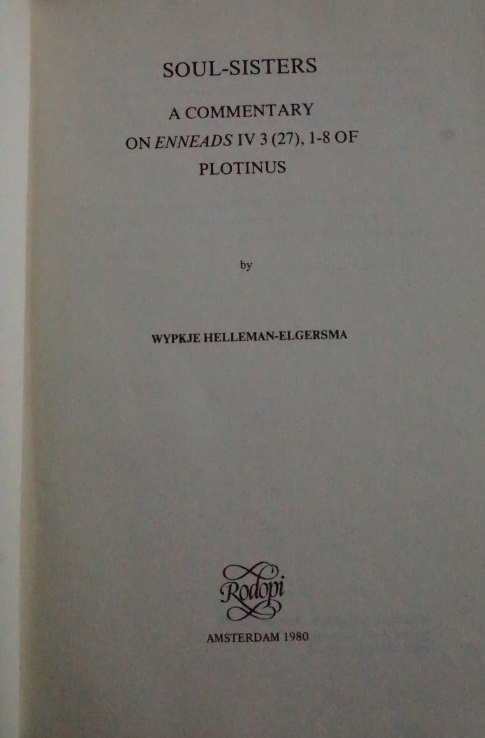 SOUL-SISTERS
A COMMENTARY
ON ENNEADS IV 3 (27), 1-8 OF
PLOTINUS
by
WYPKJE HELLEMAN-ELGERSMA
Rodopi
AMSTERDAM 1980